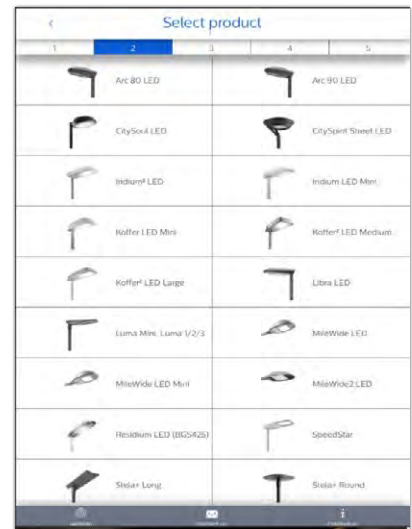 Select product
1 2 3 4 5
Arc 80 LED Arc 90 LED
CitySoul LED CitySpirit Street LED
Iridium² LED Iridium LED Mini
Koffer LED Mini Koffer² LED Medium
Koffer² LED Large Libra LED
Luma Mini, Luma 1/2/3 MileWide LED
MileWide LED Mini MileWide2 LED
Residium LED (BGS425) SpeedStar
Stela+ Long Stela+ Round